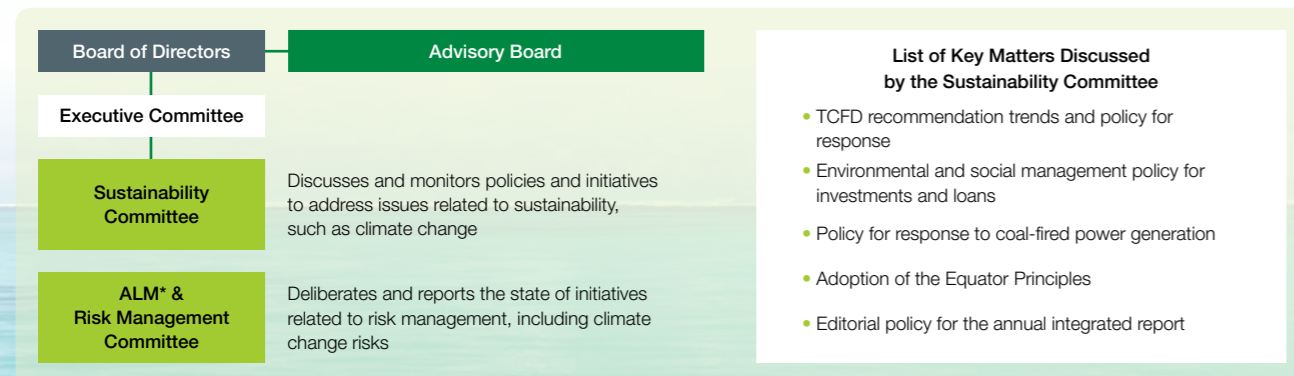 Board of Directors
Advisory Board
Executive Committee
Sustainability
Committee
Discusses and monitors policies and initiatives
to address issues related to sustainability,
such as climate change
ALM* &
Risk Management
Committee
Deliberates and reports the state of initiatives
related to risk management, including climate
change risks
List of Key Matters Discussed
by the Sustainability Committee
• TCFD recommendation trends and policy for
response
• Environmental and social management policy for
investments and loans
• Policy for response to coal-fired power generation
• Adoption of the Equator Principles
• Editorial policy for the annual integrated report